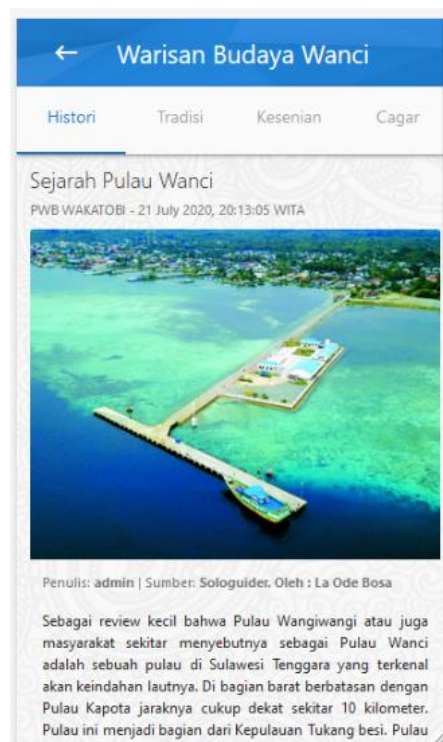 Warisan Budaya Wanci
Histori Tradisi Kesenian Cagar
Sejarah Pulau Wanci
PWB WAKATOBI - 21 July 2020, 20:13:05 WITA
Penulis: admin | Sumber: Sologuider. Oleh : La Ode Bosa
Sebagai review kecil bahwa Pulau Wangiwangi atau juga
masyarakat sekitar menyebutnya sebagai Pulau Wanci
adalah sebuah pulau di Sulawesi Tenggara yang terkenal
akan keindahan lautnya. Di bagian barat berbatasan dengan
Pulau Kapota jaraknya cukup dekat sekitar 10 kilometer.
Pulau ini menjadi bagian dari Kepulauan Tukang besi. Pulau